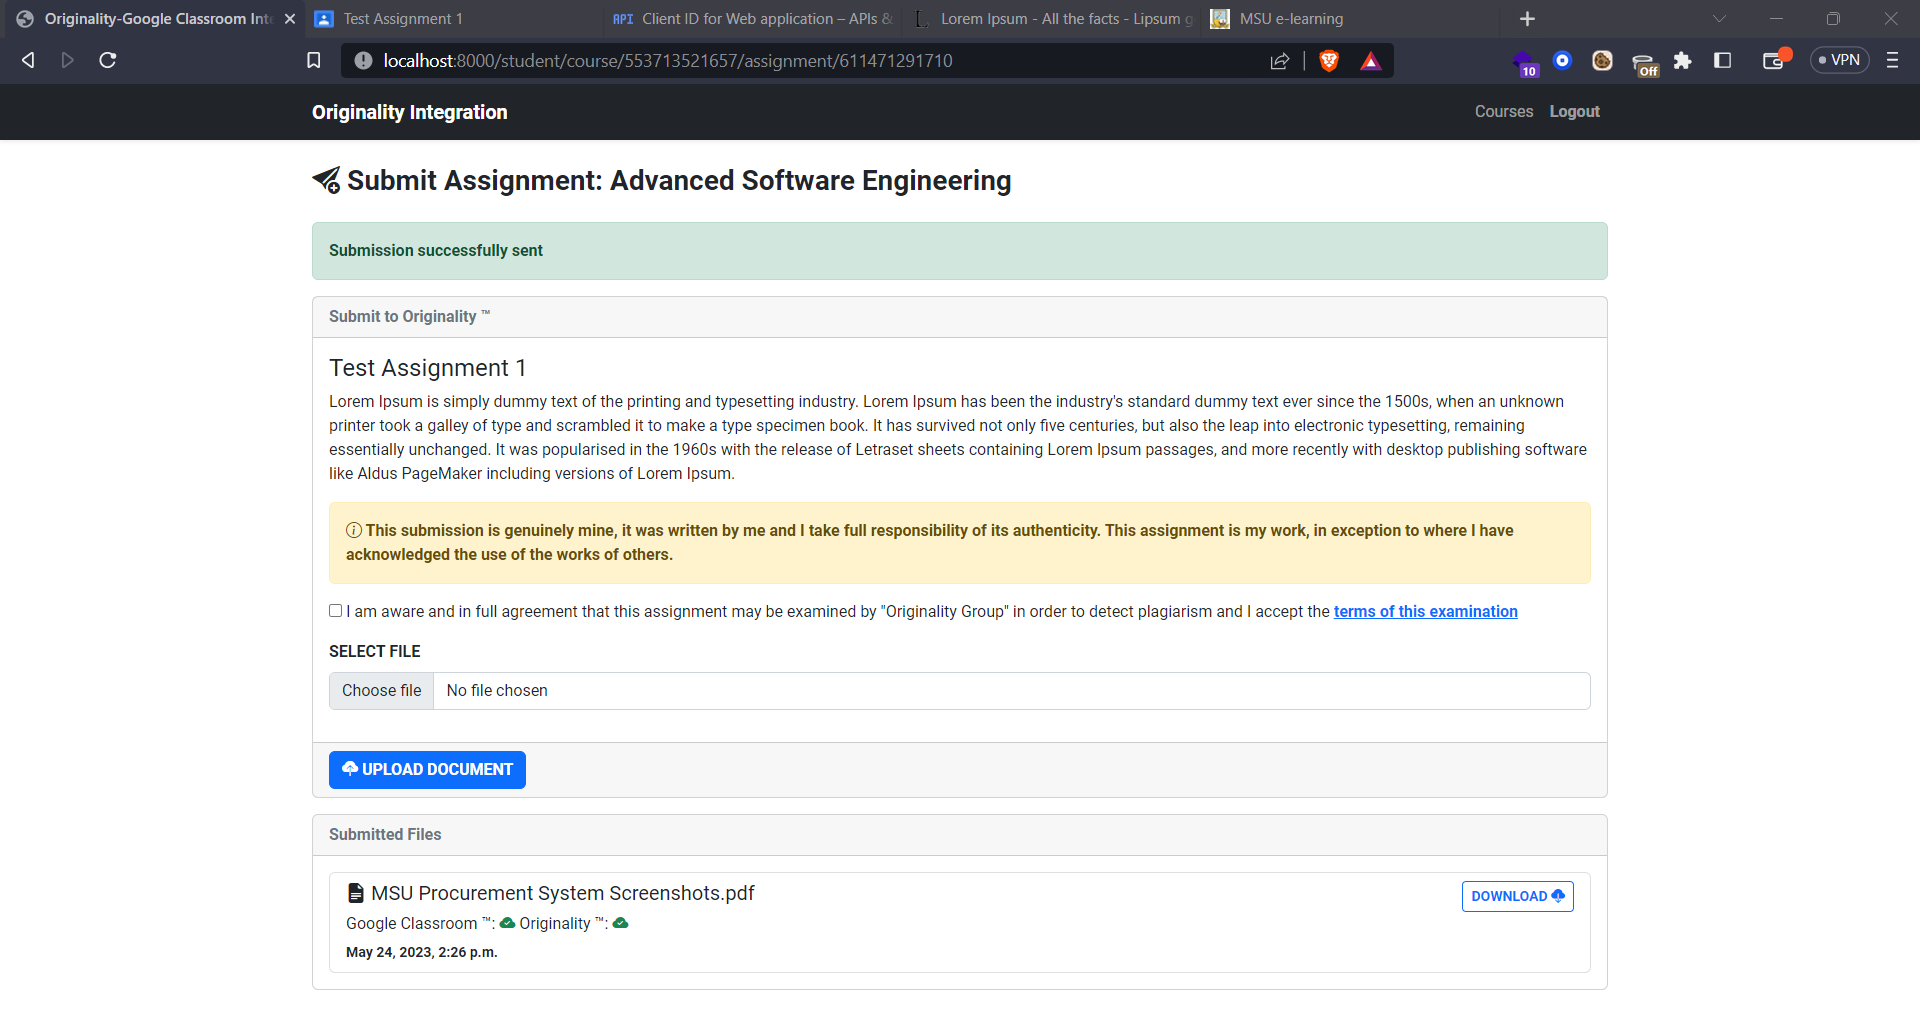 Originality-Google Classroom Inte
Test Assignment 1
API Client ID for Web application – APIs &
L Lorem Ipsum - All the facts - Lipsum g
MSU e-learning
localhost:8000/student/course/553713521657/assignment/611471291710
10
Off
VPN
Originality Integration
Courses
Logout
Submit Assignment: Advanced Software Engineering
Submission successfully sent
Submit to Originality ™
Test Assignment 1
Lorem Ipsum is simply dummy text of the printing and typesetting industry. Lorem Ipsum has been the industry's standard dummy text ever since the 1500s, when an unknown
printer took a galley of type and scrambled it to make a type specimen book. It has survived not only five centuries, but also the leap into electronic typesetting, remaining
essentially unchanged. It was popularised in the 1960s with the release of Letraset sheets containing Lorem Ipsum passages, and more recently with desktop publishing software
like Aldus PageMaker including versions of Lorem Ipsum.
This submission is genuinely mine, it was written by me and I take full responsibility of its authenticity. This assignment is my work, in exception to where I have
acknowledged the use of the works of others.
I am aware and in full agreement that this assignment may be examined by "Originality Group" in order to detect plagiarism and I accept the terms of this examination
SELECT FILE
Choose file No file chosen
UPLOAD DOCUMENT
Submitted Files
MSU Procurement System Screenshots.pdf
DOWNLOAD
Google Classroom ™: Originality ™:
May 24, 2023, 2:26 p.m.